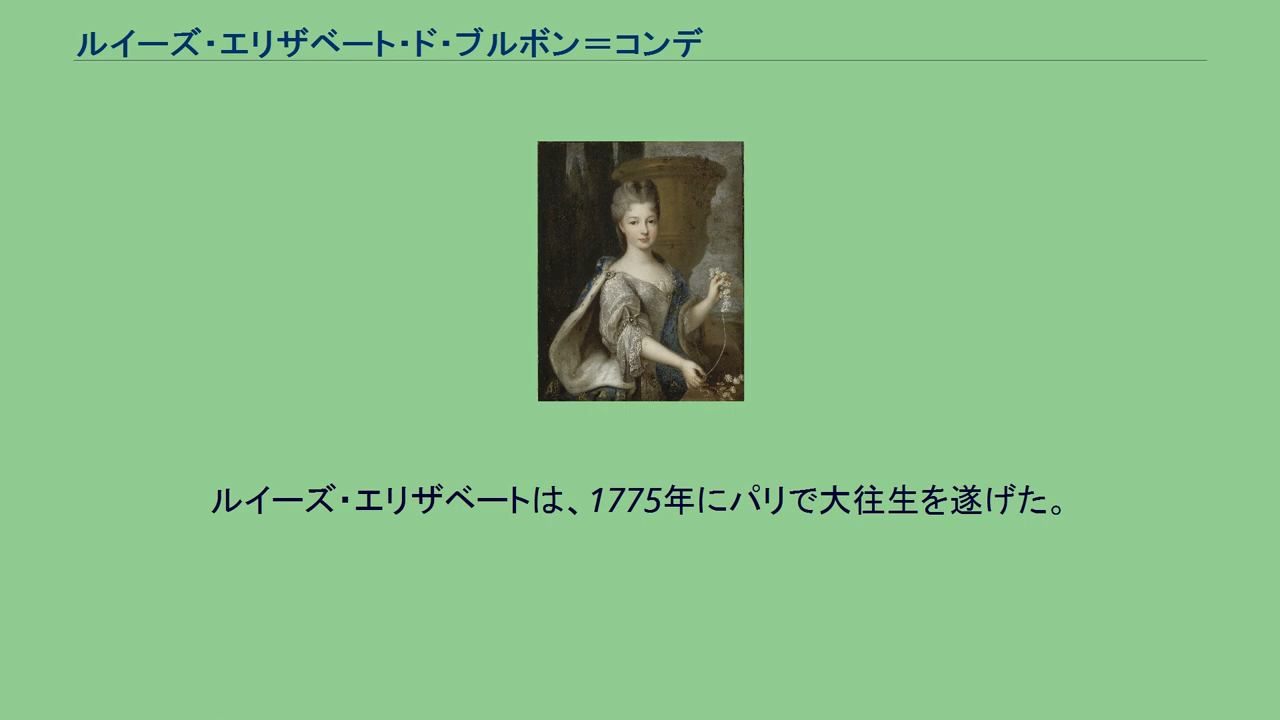 ルイーズ・エリザベート・ド・ブルボン＝コンデ
ルイーズ・エリザベートは、1775年にパリで大往生を遂げた。